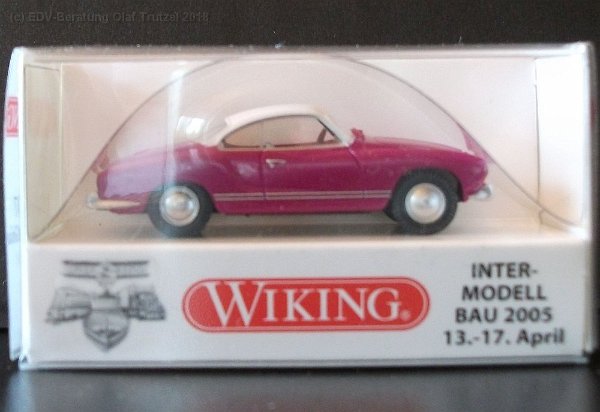 (c) EDV-Beratung Olaf Trutzel 2018
WIKING®
INTER-
MODELL
BAU 2005
13.-17. April